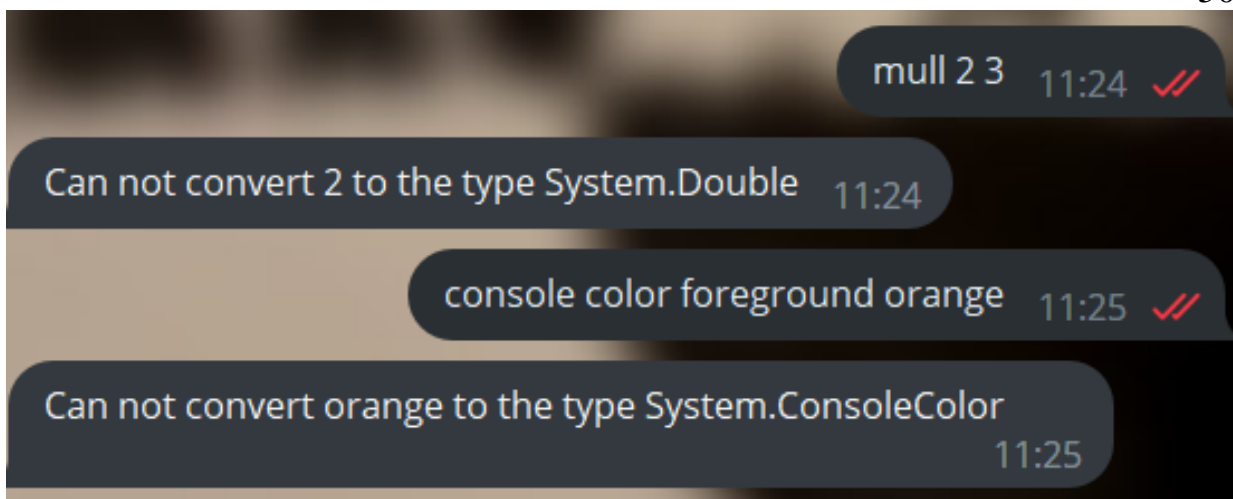 mull 2 3 11:24
Can not convert 2 to the type System.Double 11:24
console color foreground orange 11:25
Can not convert orange to the type System.ConsoleColor
11:25